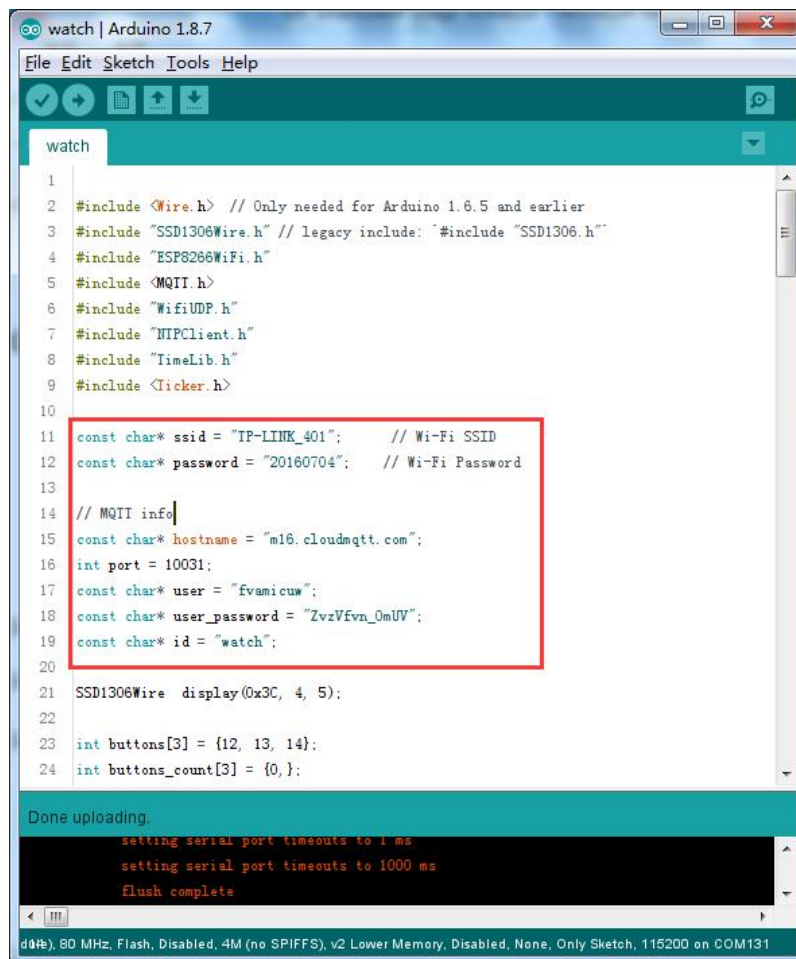 watch | Arduino 1.8.7
File Edit Sketch Tools Help
watch
1
2 #include <Wire.h> // Only needed for Arduino 1.6.5 and earlier
3 #include "SSD1306Wire.h" // legacy include: `#include "SSD1306.h"`
4 #include "ESP8266WiFi.h"
5 #include <MQTT.h>
6 #include "WifiUDP.h"
7 #include "NTPClient.h"
8 #include "TimeLib.h"
9 #include <Ticker.h>
10
11 const char* ssid = "TP-LINK_401"; // Wi-Fi SSID
12 const char* password = "20160704"; // Wi-Fi Password
13
14 // MQTT info
15 const char* hostname = "m16.cloudmqtt.com";
16 int port = 10031;
17 const char* user = "fvamicuw";
18 const char* user_password = "ZvzVfvn_OmUV";
19 const char* id = "watch";
20
21 SSD1306Wire display(0x3C, 4, 5);
22
23 int buttons[3] = {12, 13, 14};
24 int buttons_count[3] = {0,};
Done uploading.
setting serial port timeouts to 1 ms
setting serial port timeouts to 1000 ms
flush complete
80 MHz, Flash, Disabled, 4M (no SPIFFS), v2 Lower Memory, Disabled, None, Only Sketch, 115200 on COM131